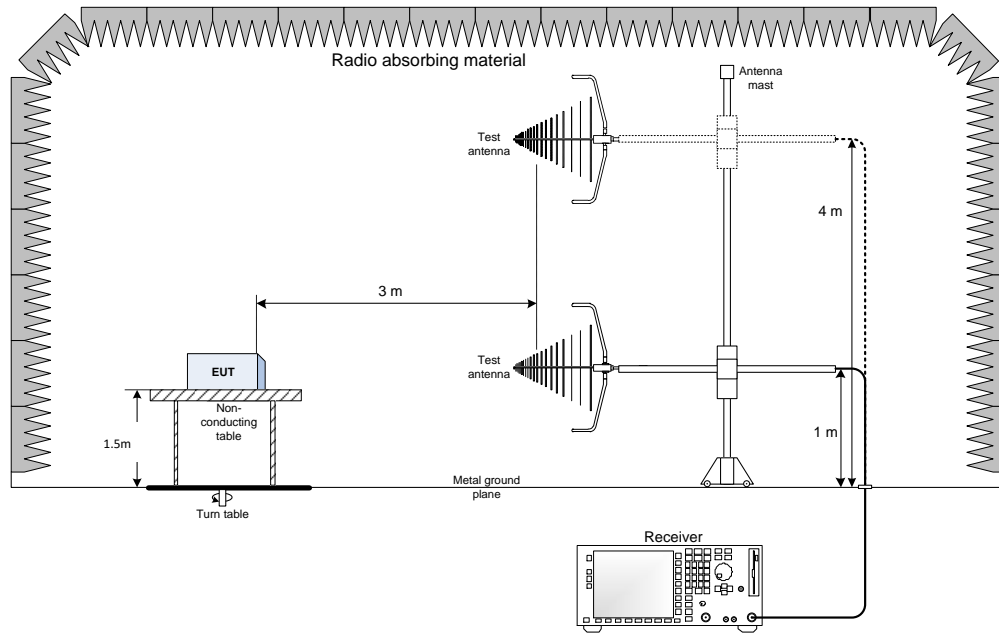 Radio absorbing material
Antenna
mast
Test
antenna
4 m
3 m
Test
antenna
EUT
Non-
conducting
table
1.5m
1 m
Metal ground
plane
Turn table
Receiver